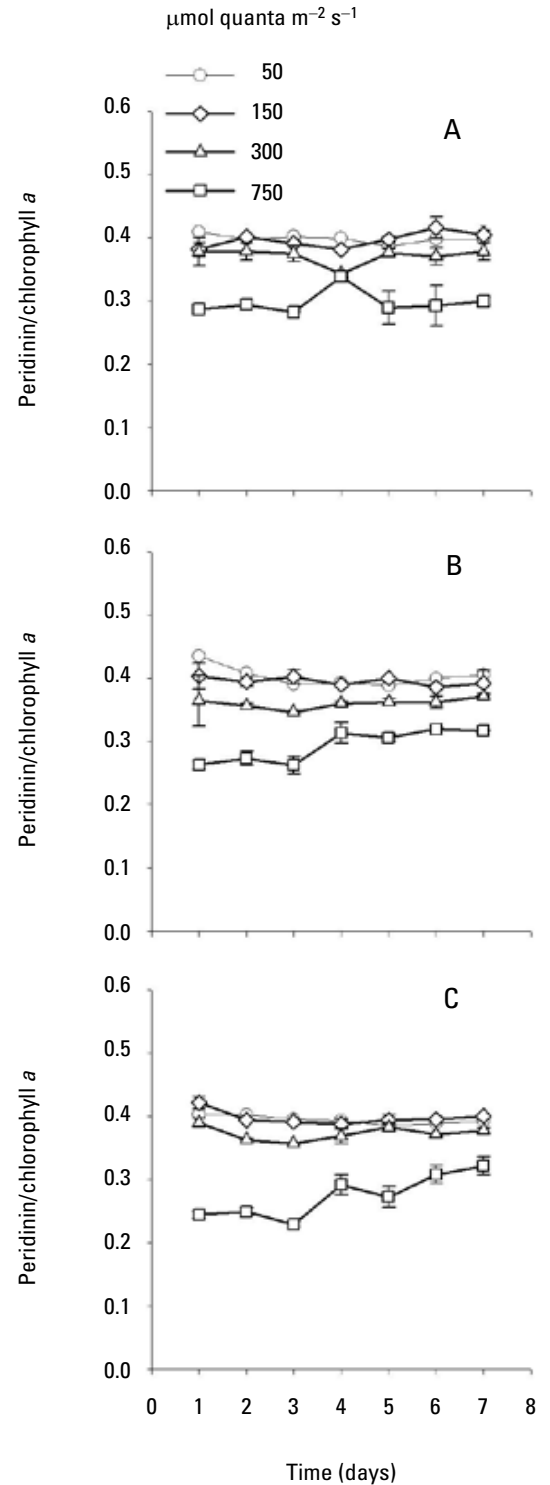 μmol quanta m⁻² s⁻¹
50
150
300
750
A
0.6
0.5
0.4
0.3
0.2
0.1
0.0
Peridinin/chlorophyll a
B
0.6
0.5
0.4
0.3
0.2
0.1
0.0
Peridinin/chlorophyll a
C
0.6
0.5
0.4
0.3
0.2
0.1
0.0
Peridinin/chlorophyll a
0 1 2 3 4 5 6 7 8
Time (days)